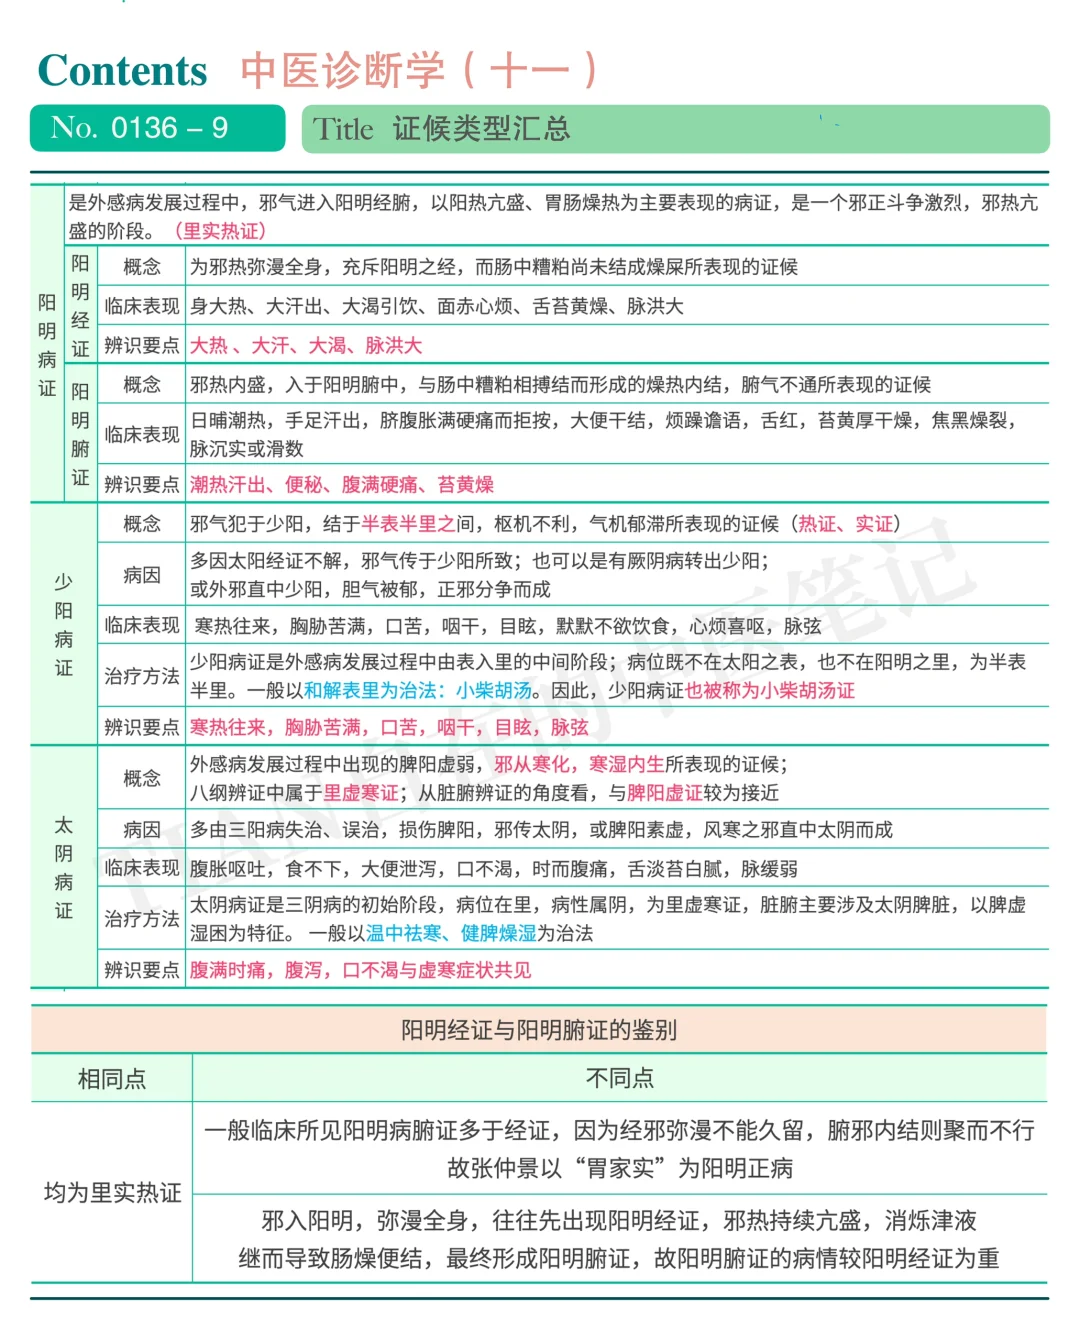 Contents 中医诊断学（十一）
No. 0136 – 9
Title 证候类型汇总
阳明病证
是外感病发展过程中，邪气进入阳明经腑，以阳热亢盛、胃肠燥热为主要表现的病证，是一个邪正斗争激烈，邪热亢
盛的阶段。（里实热证）
阳明经证
概念 为邪热弥漫全身，充斥阳明之经，而肠中糟粕尚未结成燥屎所表现的证候
临床表现 身大热、大汗出、大渴引饮、面赤心烦、舌苔黄燥、脉洪大
辨识要点 大热 、大汗、大渴、脉洪大
阳明腑证
概念 邪热内盛，入于阳明腑中，与肠中糟粕相搏结而形成的燥热内结，腑气不通所表现的证候
临床表现 日晡潮热，手足汗出，脐腹胀满硬痛而拒按，大便干结，烦躁谵语，舌红，苔黄厚干燥，焦黑燥裂，
脉沉实或滑数
辨识要点 潮热汗出、便秘、腹满硬痛、苔黄燥
少阳病证
概念 邪气犯于少阳，结于半表半里之间，枢机不利，气机郁滞所表现的证候（热证、实证）
病因 多因太阳经证不解，邪气传于少阳所致；也可以是有厥阴病转出少阳；
或外邪直中少阳，胆气被郁，正邪分争而成
临床表现 寒热往来，胸胁苦满，口苦，咽干，目眩，默默不欲饮食，心烦喜呕，脉弦
治疗方法 少阳病证是外感病发展过程中由表入里的中间阶段；病位既不在太阳之表，也不在阳明之里，为半表
半里。一般以和解表里为治法：小柴胡汤。因此，少阳病证也被称为小柴胡汤证
辨识要点 寒热往来，胸胁苦满，口苦，咽干，目眩，脉弦
太阴病证
概念 外感病发展过程中出现的脾阳虚弱，邪从寒化，寒湿内生所表现的证候；
八纲辨证中属于里虚寒证；从脏腑辨证的角度看，与脾阳虚证较为接近
病因 多由三阳病失治、误治，损伤脾阳，邪传太阴，或脾阳素虚，风寒之邪直中太阴而成
临床表现 腹胀呕吐，食不下，大便泄泻，口不渴，时而腹痛，舌淡苔白腻，脉缓弱
治疗方法 太阴病证是三阴病的初始阶段，病位在里，病性属阴，为里虚寒证，脏腑主要涉及太阴脾脏，以脾虚
湿困为特征。 一般以温中祛寒、健脾燥湿为治法
辨识要点 腹满时痛，腹泻，口不渴与虚寒症状共见
TIAN自在的中医笔记
阳明经证与阳明腑证的鉴别
相同点 不同点
均为里实热证
一般临床所见阳明病腑证多于经证，因为经邪弥漫不能久留，腑邪内结则聚而不行
故张仲景以“胃家实”为阳明正病
邪入阳明，弥漫全身，往往先出现阳明经证，邪热持续亢盛，消烁津液
继而导致肠燥便结，最终形成阳明腑证，故阳明腑证的病情较阳明经证为重